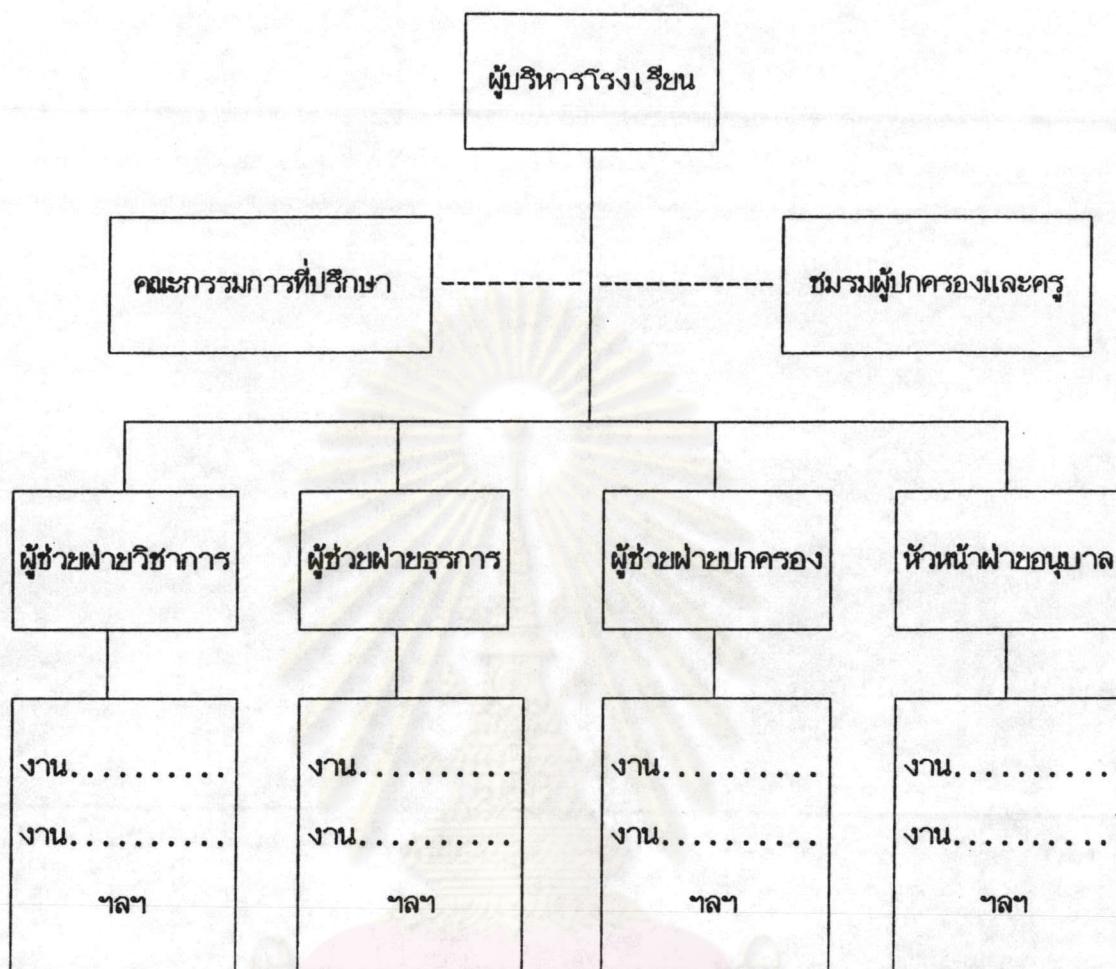 ผู้บริหารโรงเรียน
คณะกรรมการที่ปรึกษา
ชมรมผู้ปกครองและครู
ผู้ช่วยฝ่ายวิชาการ
ผู้ช่วยฝ่ายธุรการ
ผู้ช่วยฝ่ายปกครอง
หัวหน้าฝ่ายอนุบาล
งาน..........
งาน..........
ฯลฯ
งาน..........
งาน..........
ฯลฯ
งาน..........
งาน..........
ฯลฯ
งาน..........
งาน..........
ฯลฯ